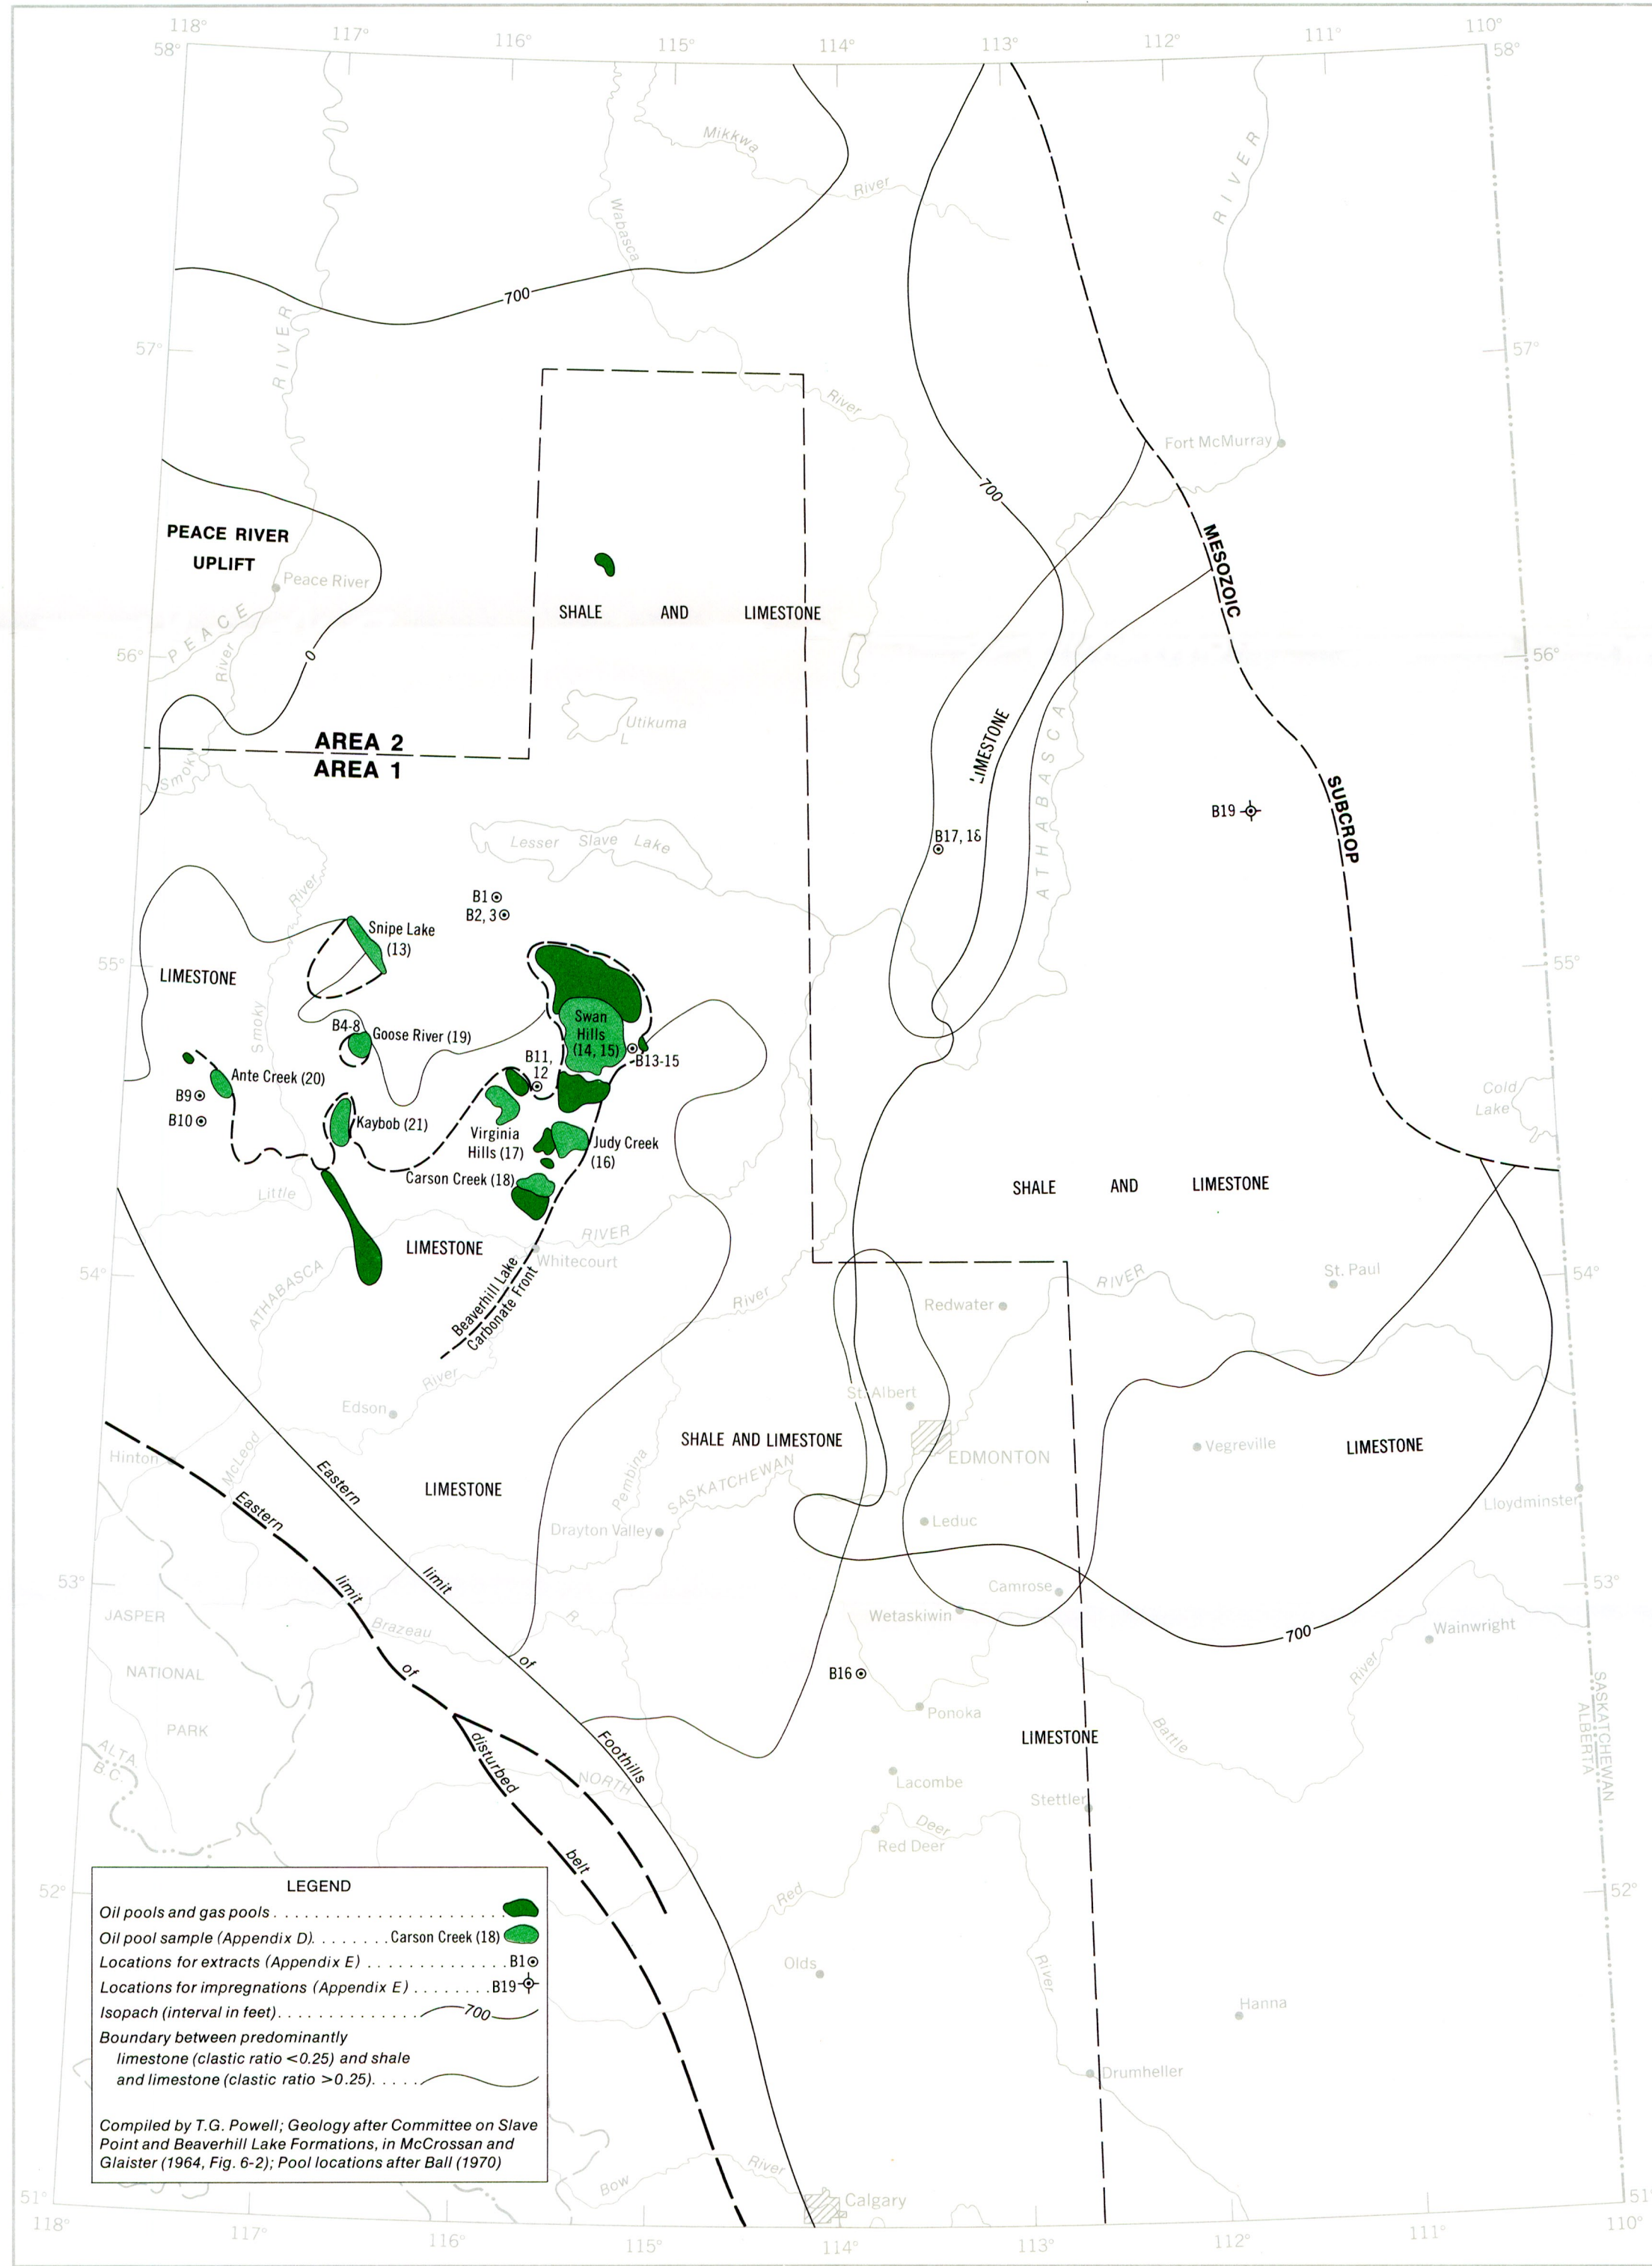 118°
117°
116°
115°
114°
113°
112°
111°
110°
58°
58°
Mikkwa
River
Wabasca
RIVER
700
RIVER
57°
57°
River
Fort McMurray
700
PEACE RIVER
UPLIFT
Peace River
MESOZOIC
SHALE AND LIMESTONE
PEACE
River
0
56°
56°
Utikuma
L
LIMESTONE
ATHABASCA
AREA 2
AREA 1
Smoky
SUBCROP
B19
B17, 18
Lesser Slave Lake
River
B1
B2, 3
Snipe Lake
(13)
55°
55°
LIMESTONE
Smoky
Swan
Hills
(14, 15)
B4-8
Goose River (19)
B13-15
B11,
12
Ante Creek (20)
B9
B10
Kaybob (21)
Cold
Lake
Virginia
Hills (17)
Judy Creek
(16)
Carson Creek (18)
Little
SHALE AND LIMESTONE
LIMESTONE
RIVER
Whitecourt
ATHABASCA
Beaverhill Lake
Carbonate Front
54°
54°
River
RIVER
St. Paul
Redwater
River
St. Albert
Edson
Hinton
McLeod
SHALE AND LIMESTONE
EDMONTON
Vegreville
LIMESTONE
Pembina
SASKATCHEWAN
Lloydminster
Eastern
limit
of
Foothills
Eastern
limit
of
disturbed
belt
LIMESTONE
Drayton Valley
Leduc
53°
53°
Camrose
Wetaskiwin
Wainwright
700
JASPER
NATIONAL
PARK
Brazeau
R.
B16
Ponoka
River
Battle
SASKATCHEWAN
ALBERTA
LIMESTONE
ALTA.
B.C.
NORTH
Lacombe
Stettler
Deer
Red Deer
Red
52°
52°
Olds
River
Hanna
Drumheller
Bow
River
Calgary
LEGEND
Oil pools and gas pools
Oil pool sample (Appendix D). Carson Creek (18)
Locations for extracts (Appendix E) B1
Locations for impregnations (Appendix E) B19
Isopach (interval in feet). 700
Boundary between predominantly
limestone (clastic ratio <0.25) and shale
and limestone (clastic ratio >0.25).
Compiled by T.G. Powell; Geology after Committee on Slave
Point and Beaverhill Lake Formations, in McCrossan and
Glaister (1964, Fig. 6-2); Pool locations after Ball (1970)
51°
51°
118°
117°
116°
115°
114°
113°
112°
111°
110°